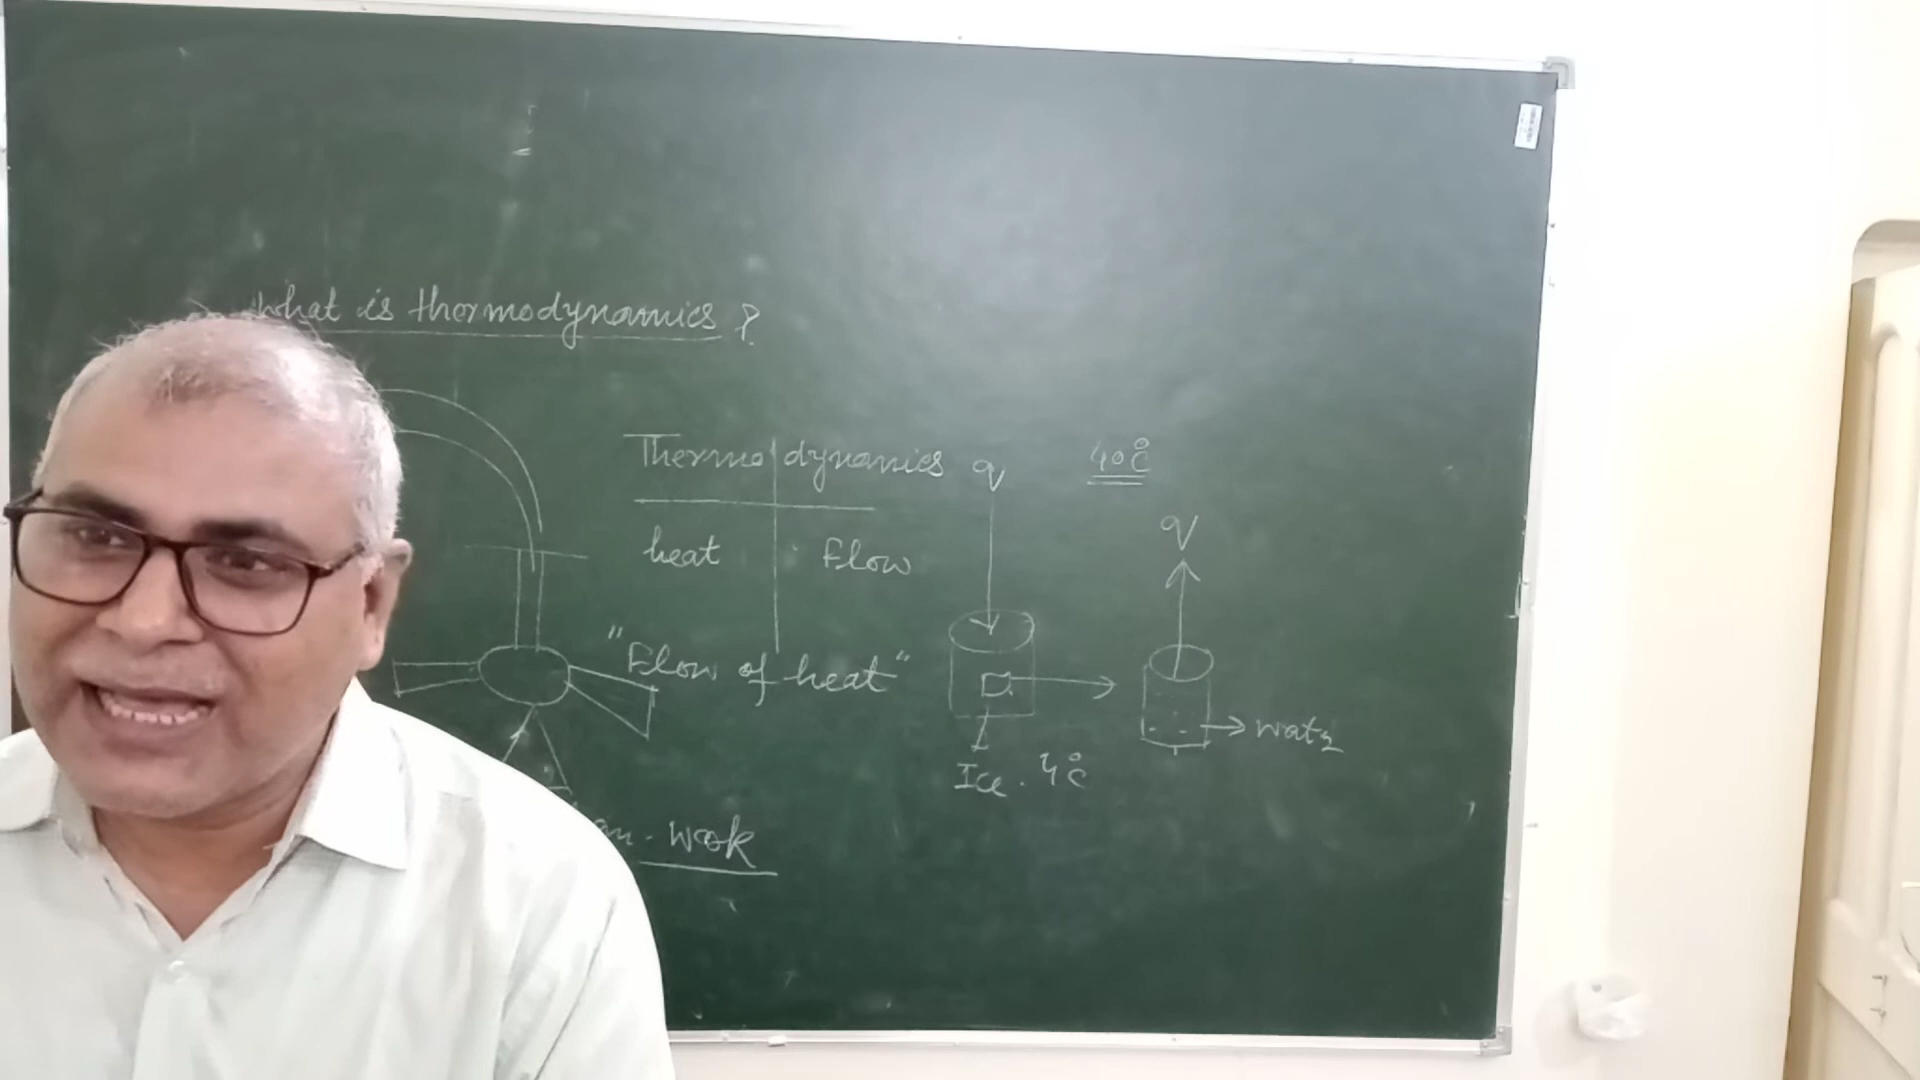 What is thermodynamics ?
Thermo dynamics
heat Flow
"Flow of heat"
q
40°C
q
water
Ice. 4°C
- work